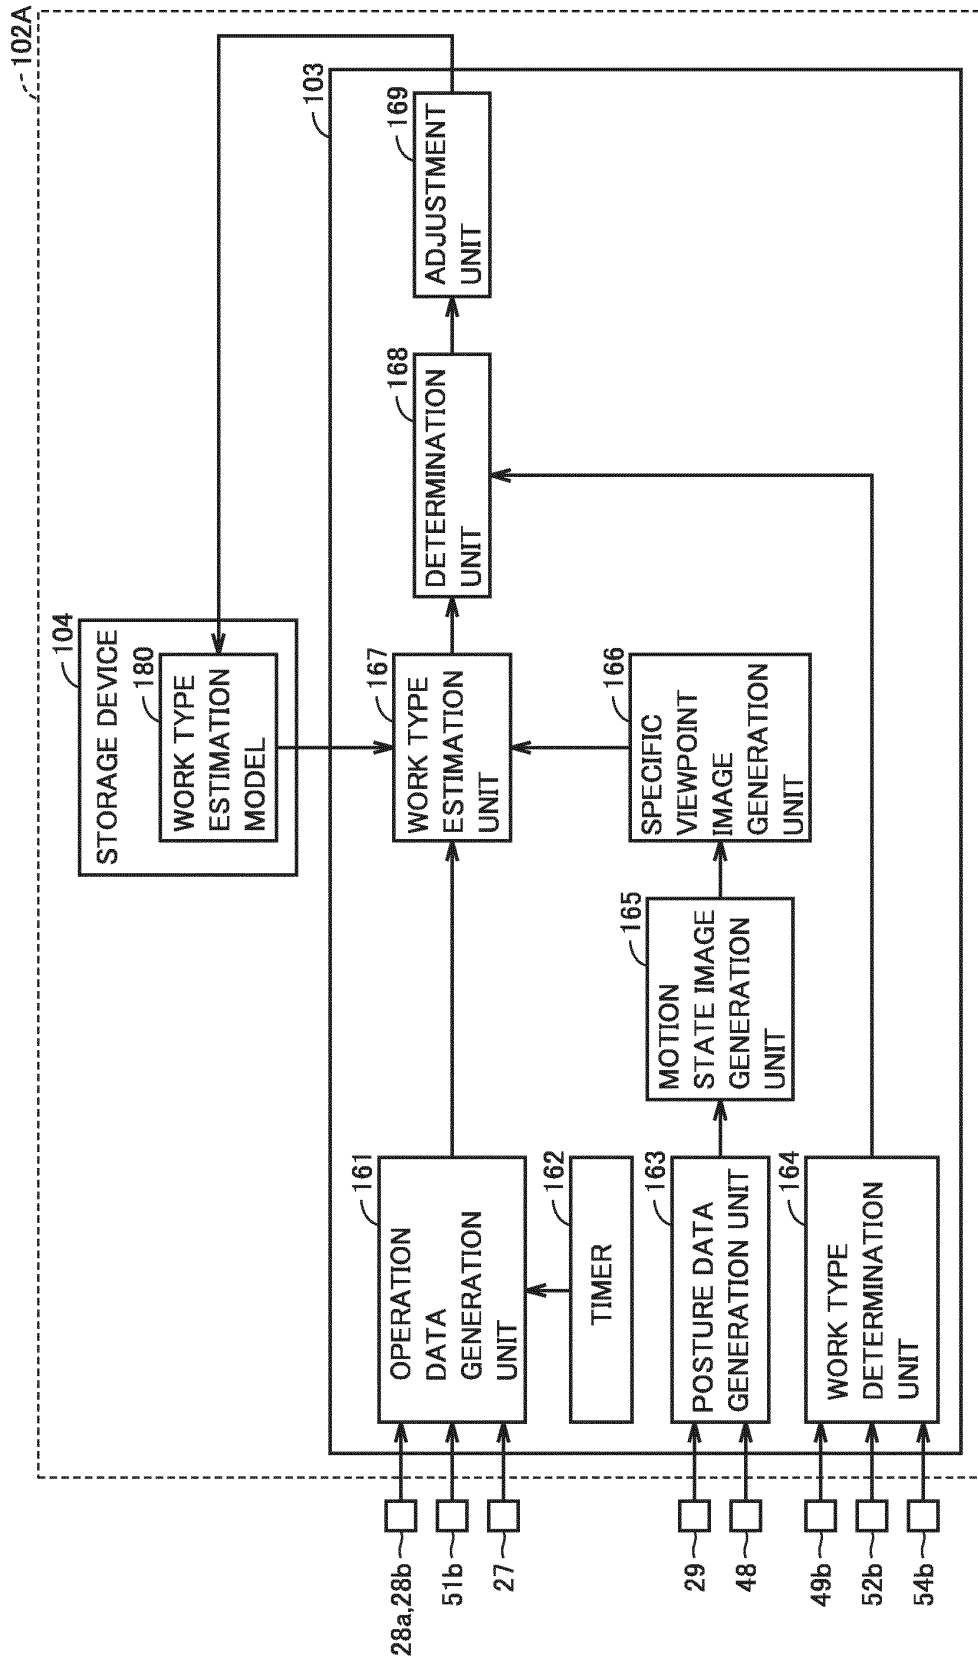 102A
104
STORAGE DEVICE
180
WORK TYPE
ESTIMATION
MODEL
103
161
OPERATION
DATA
GENERATION
UNIT
167
WORK TYPE
ESTIMATION
UNIT
168
DETERMINATION
UNIT
169
ADJUSTMENT
UNIT
162
TIMER
163
POSTURE DATA
GENERATION UNIT
165
MOTION
STATE IMAGE
GENERATION
UNIT
166
SPECIFIC
VIEWPOINT
IMAGE
GENERATION
UNIT
164
WORK TYPE
DETERMINATION
UNIT
28a,28b
51b
27
29
48
49b
52b
54b